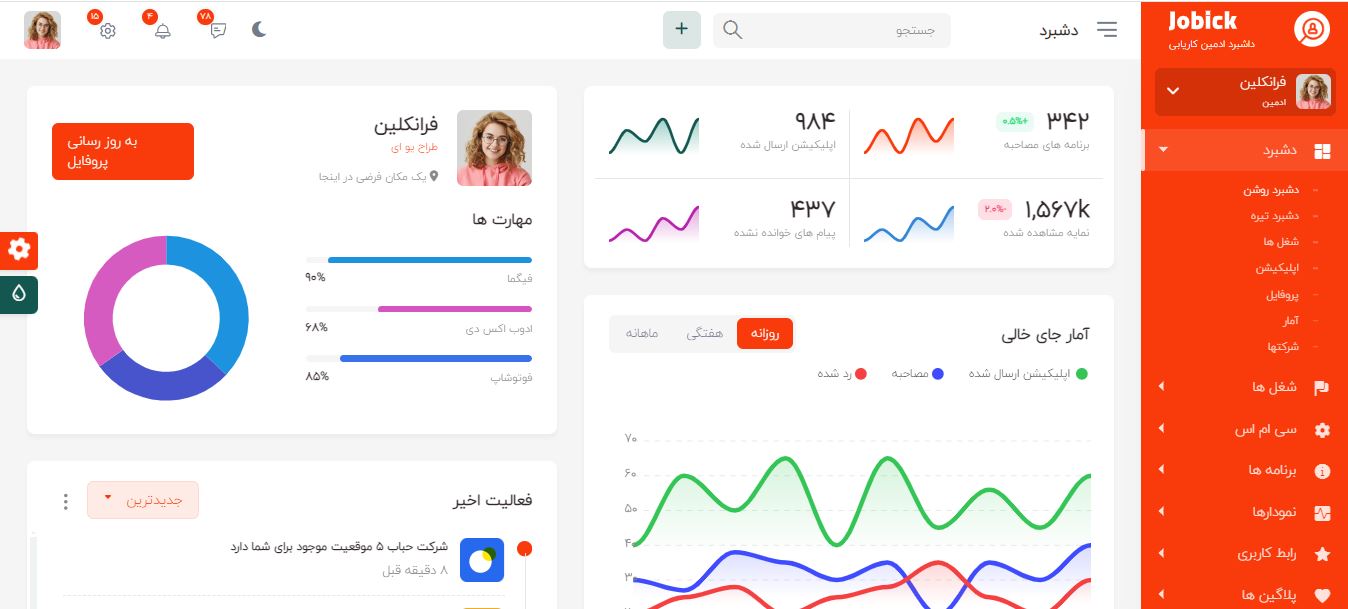 Jobick
داشبرد ادمین کاریابی
فرانکلین
ادمین
دشبرد
دشبرد روشن
دشبرد تیره
شغل ها
اپلیکیشن
پروفایل
آمار
شرکتها
شغل ها
سی ام اس
برنامه ها
نمودارها
رابط کاربری
پلاگین ها
دشبرد
جستجو
+
۷۸
۴
۱۵
۳۴۲
+۰.۵%
برنامه های مصاحبه
۹۸۴
اپلیکیشن ارسال شده
۱,۵۶۷k
-۲.۰%
نمایه مشاهده شده
۴۳۷
پیام های خوانده نشده
آمار جای خالی
روزانه
هفتگی
ماهانه
اپلیکیشن ارسال شده
مصاحبه
رد شده
۷۰
۶۰
۵۰
۴۰
۳۰
فرانکلین
طراح یو ای
یک مکان فرضی در اینجا
به روز رسانی
پروفایل
مهارت ها
فیگما
۹۰%
ادوب اکس دی
۶۸%
فوتوشاپ
۸۵%
فعالیت اخیر
جدیدترین
شرکت حباب ۵ موقعیت موجود برای شما دارد
۸ دقیقه قبل